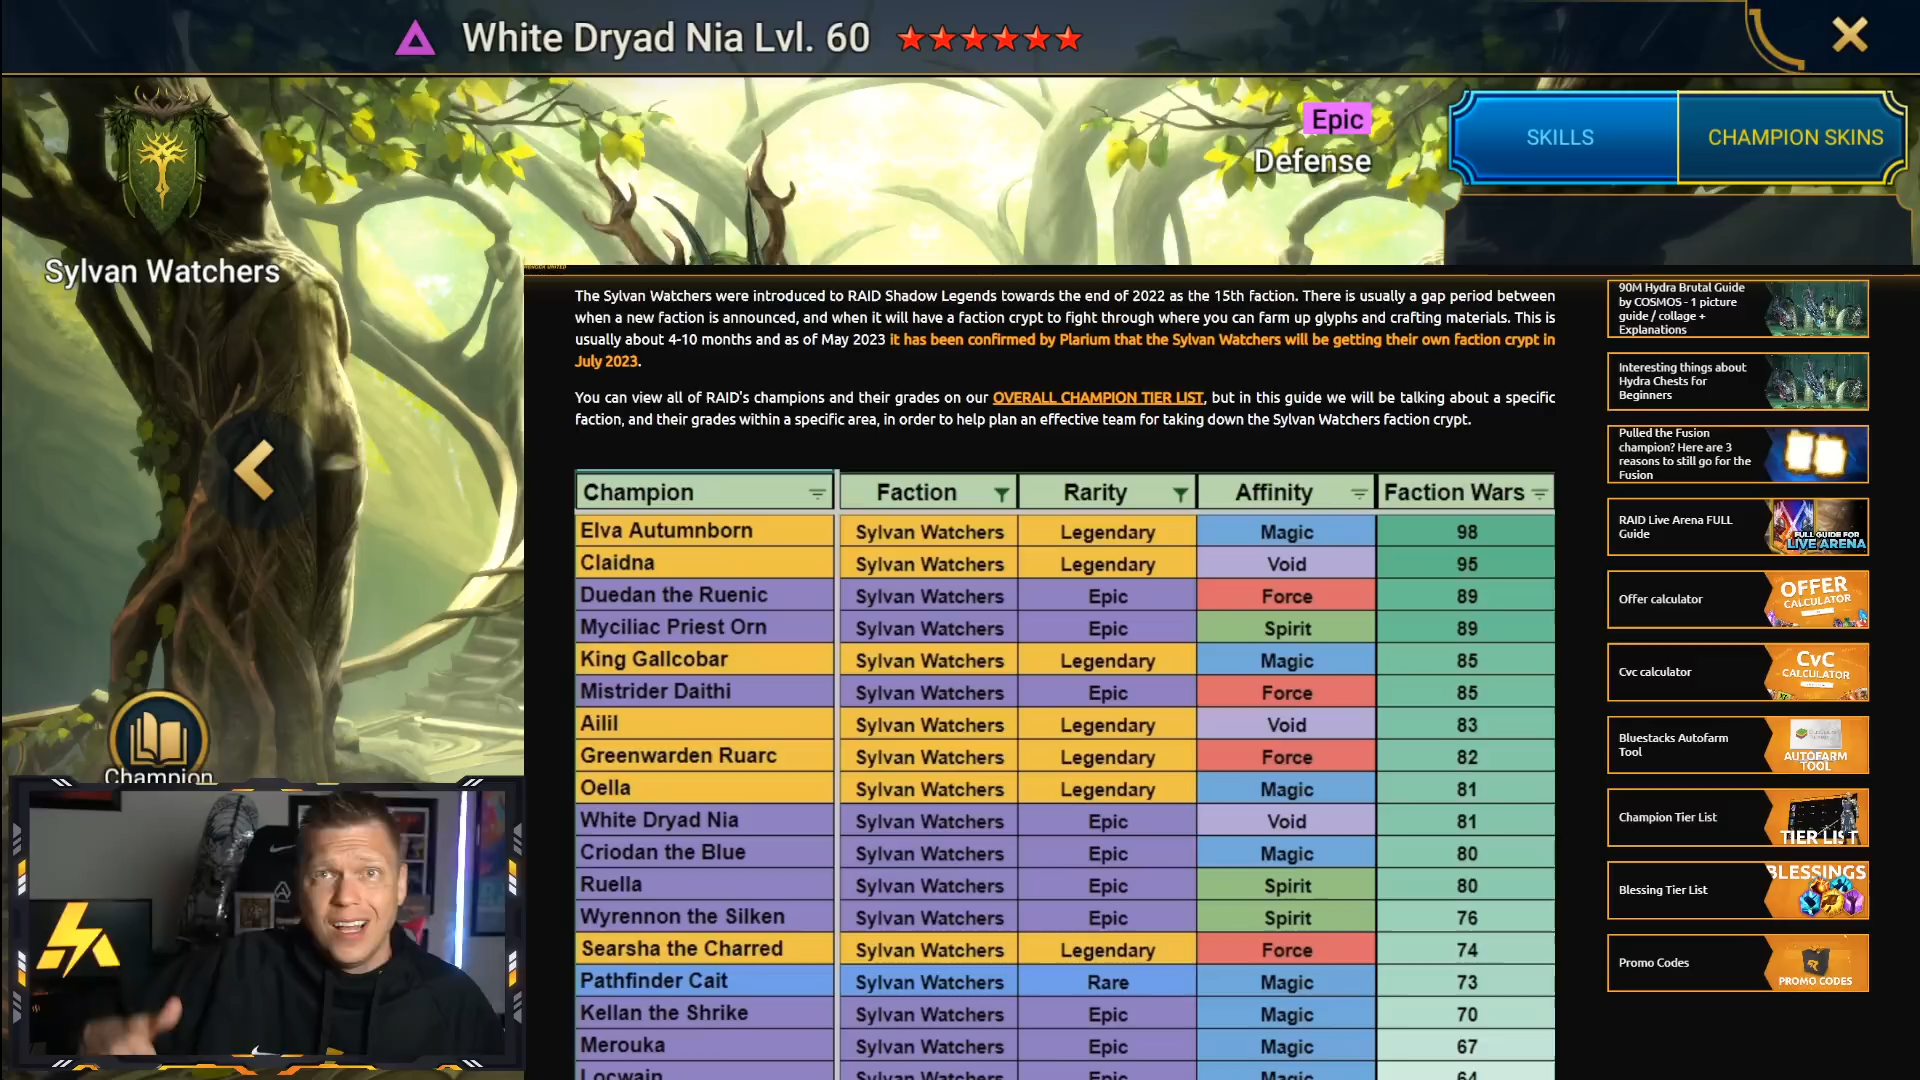 White Dryad Nia Lvl. 60
Epic
Defense
SKILLS
CHAMPION SKINS
Sylvan Watchers
Champion
The Sylvan Watchers were introduced to RAID Shadow Legends towards the end of 2022 as the 15th faction. There is usually a gap period between
when a new faction is announced, and when it will have a faction crypt to fight through where you can farm up glyphs and crafting materials. This is
usually about 4-10 months and as of May 2023 it has been confirmed by Plarium that the Sylvan Watchers will be getting their own faction crypt in
July 2023.
You can view all of RAID's champions and their grades on our OVERALL CHAMPION TIER LIST, but in this guide we will be talking about a specific
faction, and their grades within a specific area, in order to help plan an effective team for taking down the Sylvan Watchers faction crypt.
Champion Faction Rarity Affinity Faction Wars
Elva Autumnborn Sylvan Watchers Legendary Magic 98
Claidna Sylvan Watchers Legendary Void 95
Duedan the Ruenic Sylvan Watchers Epic Force 89
Myciliac Priest Orn Sylvan Watchers Epic Spirit 89
King Gallcobar Sylvan Watchers Legendary Magic 85
Mistrider Daithi Sylvan Watchers Epic Force 85
Ailil Sylvan Watchers Legendary Void 83
Greenwarden Ruarc Sylvan Watchers Legendary Force 82
Oella Sylvan Watchers Legendary Magic 81
White Dryad Nia Sylvan Watchers Epic Void 81
Criodan the Blue Sylvan Watchers Epic Magic 80
Ruella Sylvan Watchers Epic Spirit 80
Wyrennon the Silken Sylvan Watchers Epic Spirit 76
Searsha the Charred Sylvan Watchers Legendary Force 74
Pathfinder Cait Sylvan Watchers Rare Magic 73
Kellan the Shrike Sylvan Watchers Epic Magic 70
Merouka Sylvan Watchers Epic Magic 67
Locwain Sylvan Watchers Epic Magic 64
90M Hydra Brutal Guide
by COSMOS - 1 picture
guide / collage +
Explanations
Interesting things about
Hydra Chests for
Beginners
Pulled the Fusion
champion? Here are 3
reasons to still go for the
Fusion
RAID Live Arena FULL
Guide
FULL GUIDE FOR
LIVE ARENA
Offer calculator
OFFER
CALCULATOR
Cvc calculator
CvC
CALCULATOR
Bluestacks Autofarm
Tool
AUTOFARM
TOOL
Champion Tier List
TIER LIST
Blessing Tier List
BLESSINGS
Promo Codes
PROMO CODES